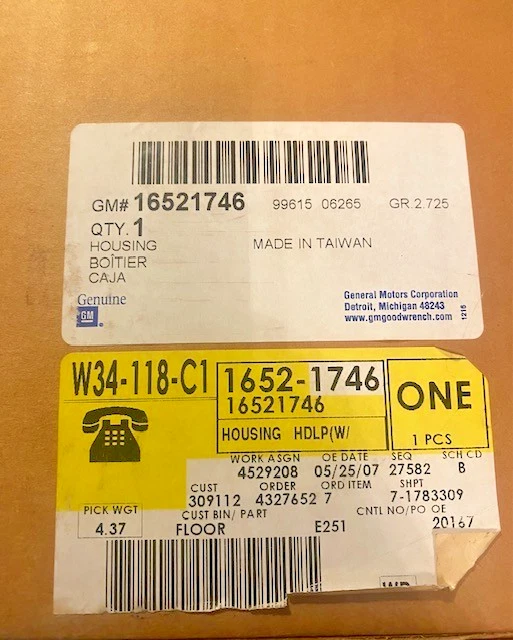 GM# 16521746 99615 06265 GR. 2.725
QTY. 1
HOUSING MADE IN TAIWAN
BOÎTIER
CAJA
Genuine
GM
General Motors Corporation
Detroit, Michigan 48243
www.gmgoodwrench.com
1215
W34-118-C1
1652-1746
16521746
HOUSING HDLP(W/
ONE
1 PCS
WORK ASGN OE DATE SEQ SCH CD
4529208 05/25/07 27582 B
CUST ORDER ORD ITEM SHPT
309112 4327652 7 7-1783309
PICK WGT CUST BIN/ PART CNTL NO/PO OE
4.37 FLOOR E251 20167